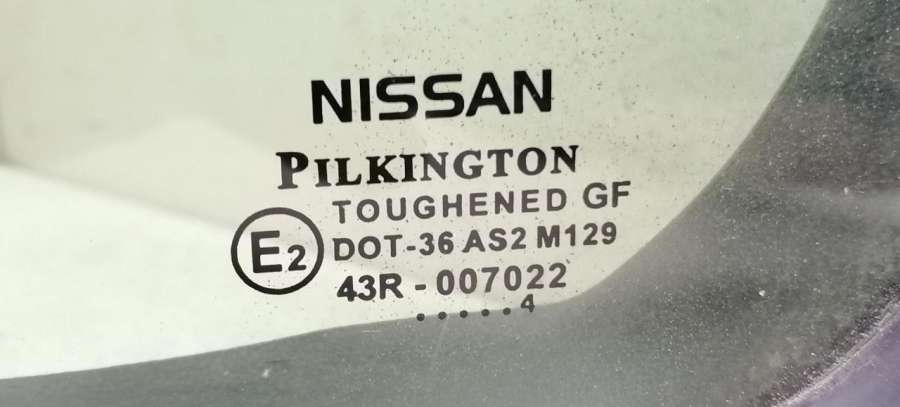 NISSAN
PILKINGTON
TOUGHENED GF
E2
DOT-36 AS2 M129
43R - 007022
.....4